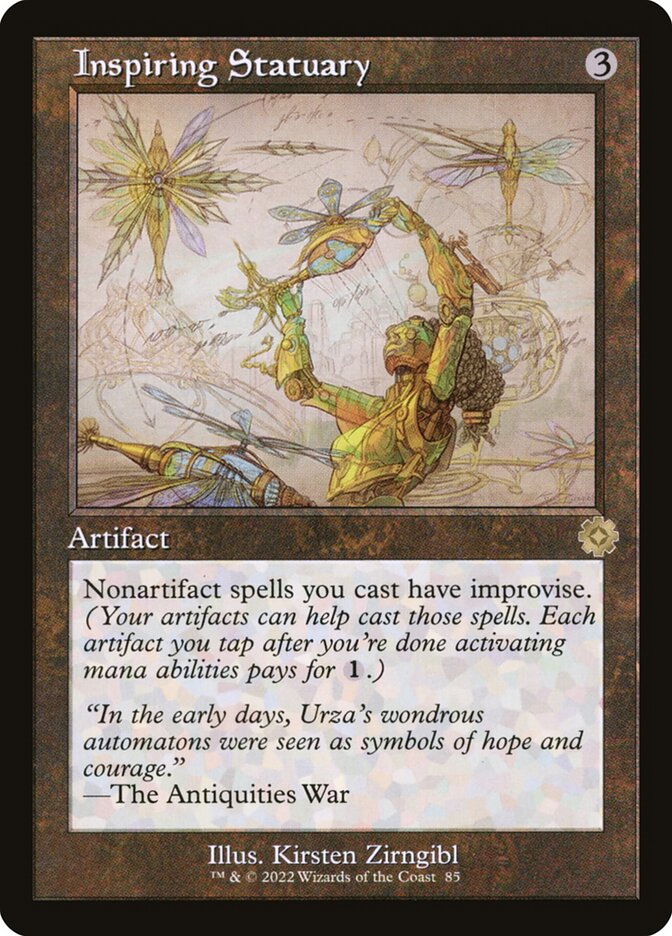 Inspiring Statuary
3
Artifact
Nonartifact spells you cast have improvise.
(Your artifacts can help cast those spells. Each
artifact you tap after you're done activating
mana abilities pays for 1.)
“In the early days, Urza's wondrous
automatons were seen as symbols of hope and
courage.”
—The Antiquities War
Illus. Kirsten Zirngibl
™ & © 2022 Wizards of the Coast 85